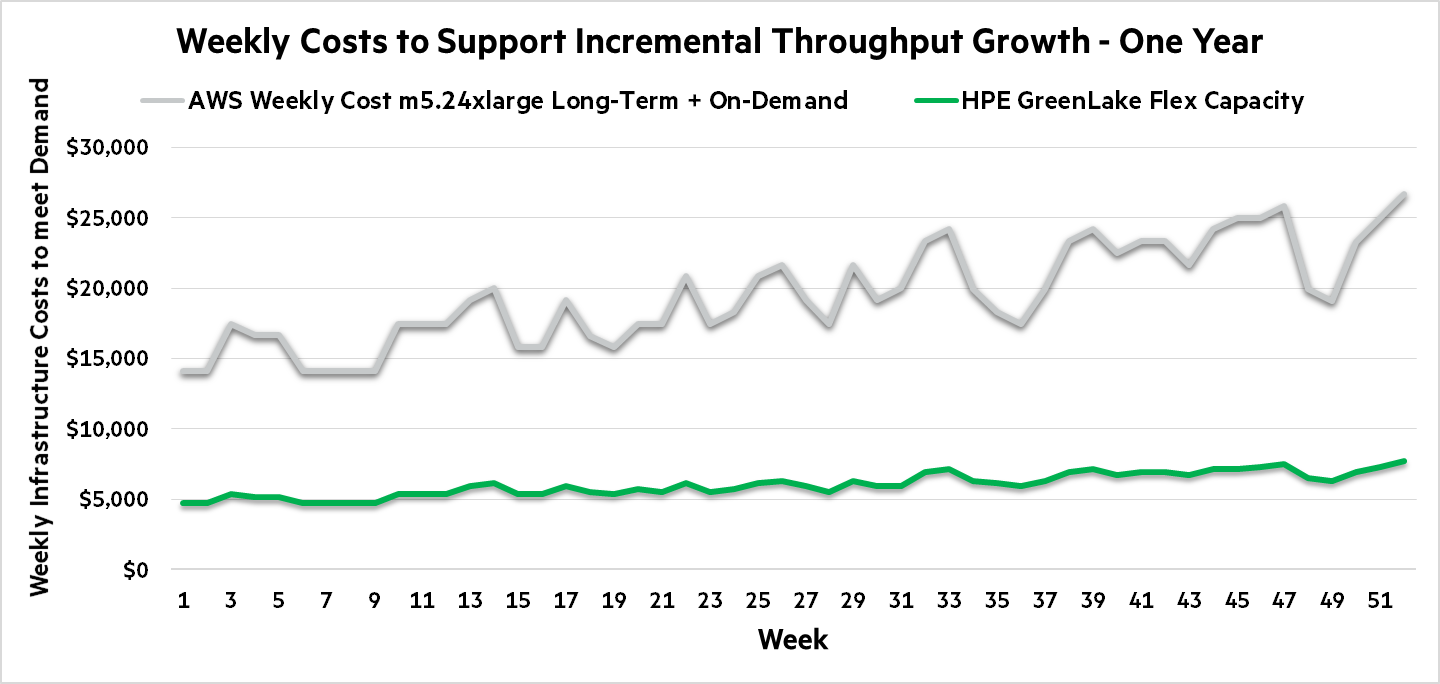 Weekly Costs to Support Incremental Throughput Growth - One Year
AWS Weekly Cost m5.24xlarge Long-Term + On-Demand
HPE GreenLake Flex Capacity
Weekly Infrastructure Costs to meet Demand
$30,000
$25,000
$20,000
$15,000
$10,000
$5,000
$0
1 3 5 7 9 11 13 15 17 19 21 23 25 27 29 31 33 35 37 39 41 43 45 47 49 51
Week